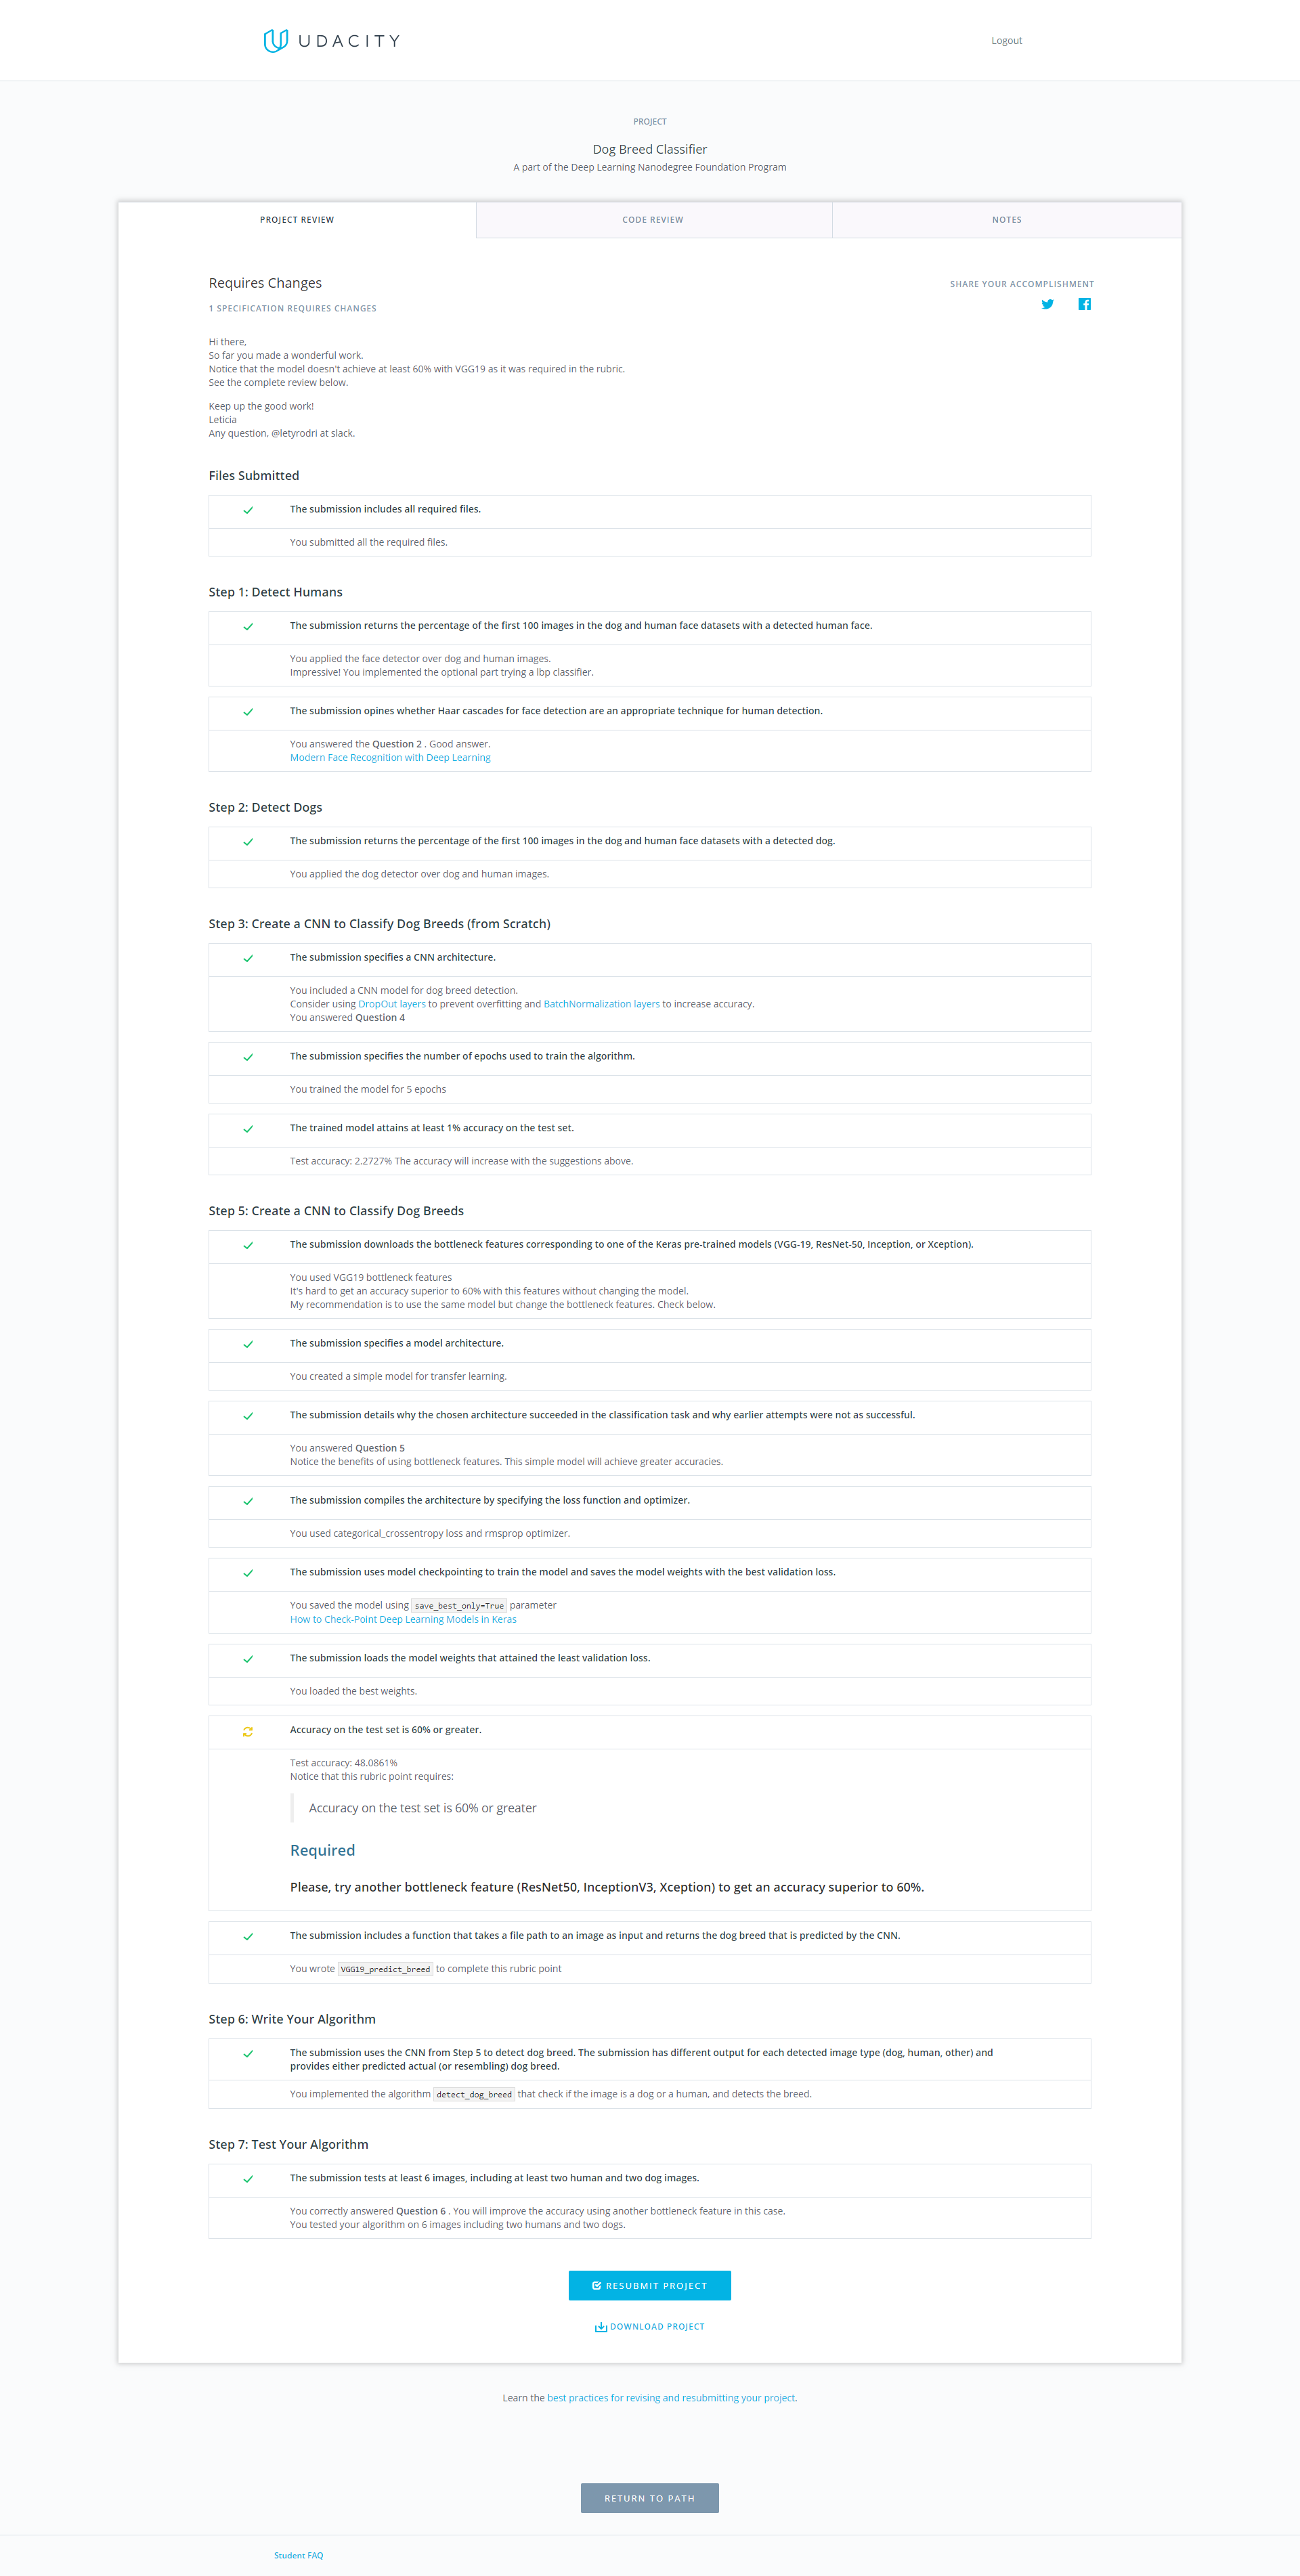 UDACITY
Logout
PROJECT
Dog Breed Classifier
A part of the Deep Learning Nanodegree Foundation Program
PROJECT REVIEW
CODE REVIEW
NOTES
Requires Changes
SHARE YOUR ACCOMPLISHMENT
1 SPECIFICATION REQUIRES CHANGES
Hi there,
So far you made a wonderful work.
Notice that the model doesn't achieve at least 60% with VGG19 as it was required in the rubric.
See the complete review below.
Keep up the good work!
Leticia
Any question, @letyrodri at slack.
Files Submitted
The submission includes all required files.
You submitted all the required files.
Step 1: Detect Humans
The submission returns the percentage of the first 100 images in the dog and human face datasets with a detected human face.
You applied the face detector over dog and human images.
Impressive! You implemented the optional part trying a lbp classifier.
The submission opines whether Haar cascades for face detection are an appropriate technique for human detection.
You answered the Question 2 . Good answer.
Modern Face Recognition with Deep Learning
Step 2: Detect Dogs
The submission returns the percentage of the first 100 images in the dog and human face datasets with a detected dog.
You applied the dog detector over dog and human images.
Step 3: Create a CNN to Classify Dog Breeds (from Scratch)
The submission specifies a CNN architecture.
You included a CNN model for dog breed detection.
Consider using DropOut layers to prevent overfitting and BatchNormalization layers to increase accuracy.
You answered Question 4
The submission specifies the number of epochs used to train the algorithm.
You trained the model for 5 epochs
The trained model attains at least 1% accuracy on the test set.
Test accuracy: 2.2727% The accuracy will increase with the suggestions above.
Step 5: Create a CNN to Classify Dog Breeds
The submission downloads the bottleneck features corresponding to one of the Keras pre-trained models (VGG-19, ResNet-50, Inception, or Xception).
You used VGG19 bottleneck features
It's hard to get an accuracy superior to 60% with this features without changing the model.
My recommendation is to use the same model but change the bottleneck features. Check below.
The submission specifies a model architecture.
You created a simple model for transfer learning.
The submission details why the chosen architecture succeeded in the classification task and why earlier attempts were not as successful.
You answered Question 5
Notice the benefits of using bottleneck features. This simple model will achieve greater accuracies.
The submission compiles the architecture by specifying the loss function and optimizer.
You used categorical_crossentropy loss and rmsprop optimizer.
The submission uses model checkpointing to train the model and saves the model weights with the best validation loss.
You saved the model using save_best_only=True parameter
How to Check-Point Deep Learning Models in Keras
The submission loads the model weights that attained the least validation loss.
You loaded the best weights.
Accuracy on the test set is 60% or greater.
Test accuracy: 48.0861%
Notice that this rubric point requires:
Accuracy on the test set is 60% or greater
Required
Please, try another bottleneck feature (ResNet50, InceptionV3, Xception) to get an accuracy superior to 60%.
The submission includes a function that takes a file path to an image as input and returns the dog breed that is predicted by the CNN.
You wrote VGG19_predict_breed to complete this rubric point
Step 6: Write Your Algorithm
The submission uses the CNN from Step 5 to detect dog breed. The submission has different output for each detected image type (dog, human, other) and
provides either predicted actual (or resembling) dog breed.
You implemented the algorithm detect_dog_breed that check if the image is a dog or a human, and detects the breed.
Step 7: Test Your Algorithm
The submission tests at least 6 images, including at least two human and two dog images.
You correctly answered Question 6 . You will improve the accuracy using another bottleneck feature in this case.
You tested your algorithm on 6 images including two humans and two dogs.
RESUBMIT PROJECT
DOWNLOAD PROJECT
Learn the best practices for revising and resubmitting your project.
RETURN TO PATH
Student FAQ